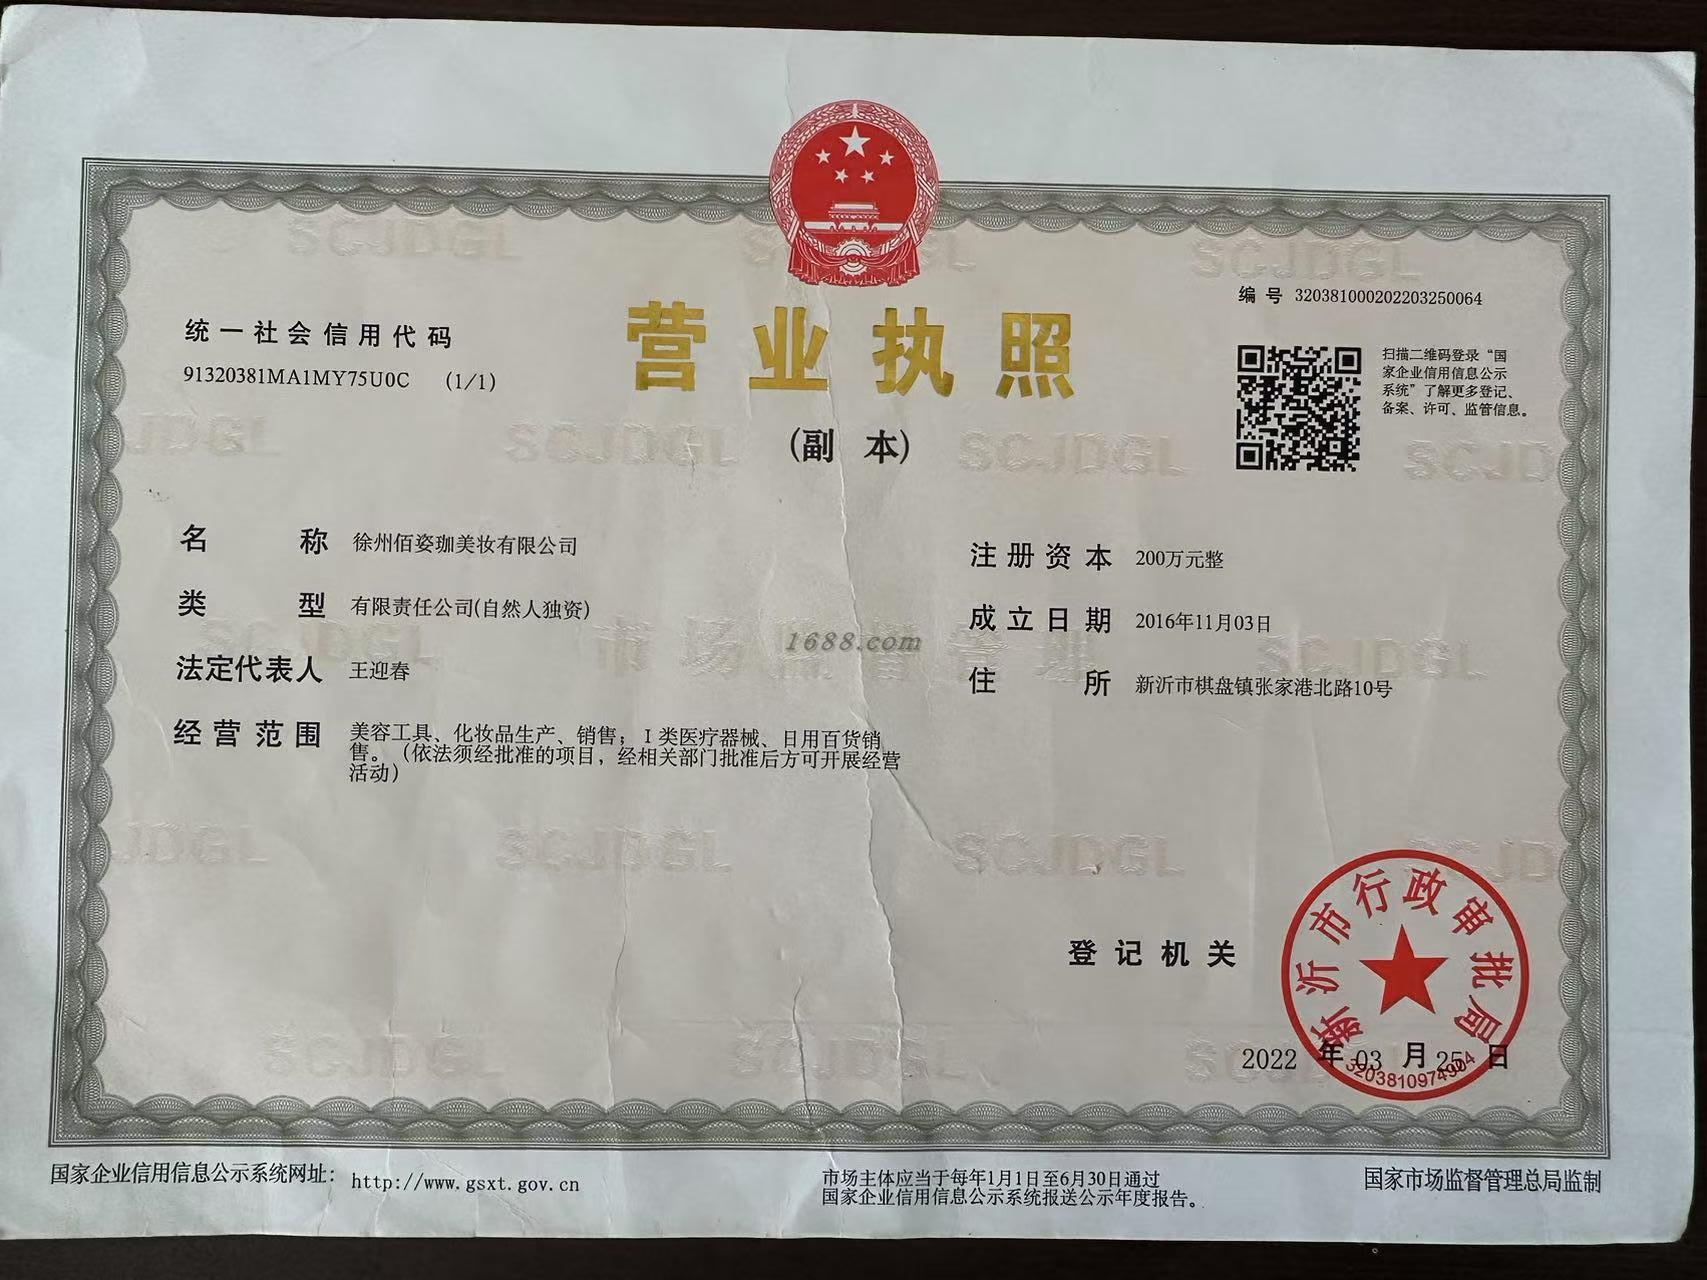 编 号 320381000202203250064
统一社会信用代码
91320381MA1MY75U0C (1/1)
营业执照
(副 本)
扫描二维码登录“国
家企业信用信息公示
系统”了解更多登记、
备案、许可、监管信息。
名 称 徐州佰姿珈美妆有限公司
类 型 有限责任公司(自然人独资)
法定代表人 王迎春
经营范围 美容工具、化妆品生产、销售；I类医疗器械、日用百货销
售。（依法须经批准的项目，经相关部门批准后方可开展经营
活动）
注册资本 200万元整
成立日期 2016年11月03日
住 所 新沂市棋盘镇张家港北路10号
1688.com
登记机关
新沂市行政审批局
3203810974904
2022 年 03 月 25 日
国家企业信用信息公示系统网址： http://www.gsxt.gov.cn
市场主体应当于每年1月1日至6月30日通过
国家企业信用信息公示系统报送公示年度报告。
国家市场监督管理总局监制
SCJDGL